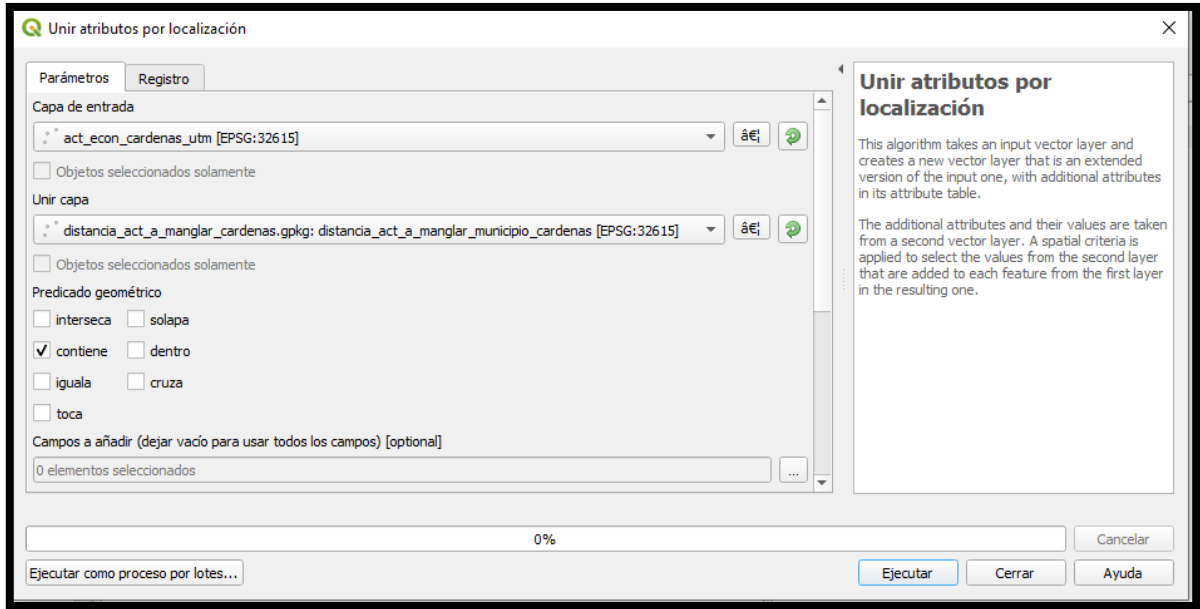 Unir atributos por localización
Parámetros
Registro
Capa de entrada
act_econ_cardenas_utm [EPSG:32615]
â€¦
Objetos seleccionados solamente
Unir capa
distancia_act_a_manglar_cardenas.gpkg: distancia_act_a_manglar_municipio_cardenas [EPSG:32615]
â€¦
Objetos seleccionados solamente
Predicado geométrico
interseca solapa
contiene dentro
iguala cruza
toca
Campos a añadir (dejar vacío para usar todos los campos) [optional]
0 elementos seleccionados
...
Unir atributos por
localización
This algorithm takes an input vector layer and
creates a new vector layer that is an extended
version of the input one, with additional attributes
in its attribute table.
The additional attributes and their values are taken
from a second vector layer. A spatial criteria is
applied to select the values from the second layer
that are added to each feature from the first layer
in the resulting one.
0%
Cancelar
Ejecutar como proceso por lotes...
Ejecutar
Cerrar
Ayuda